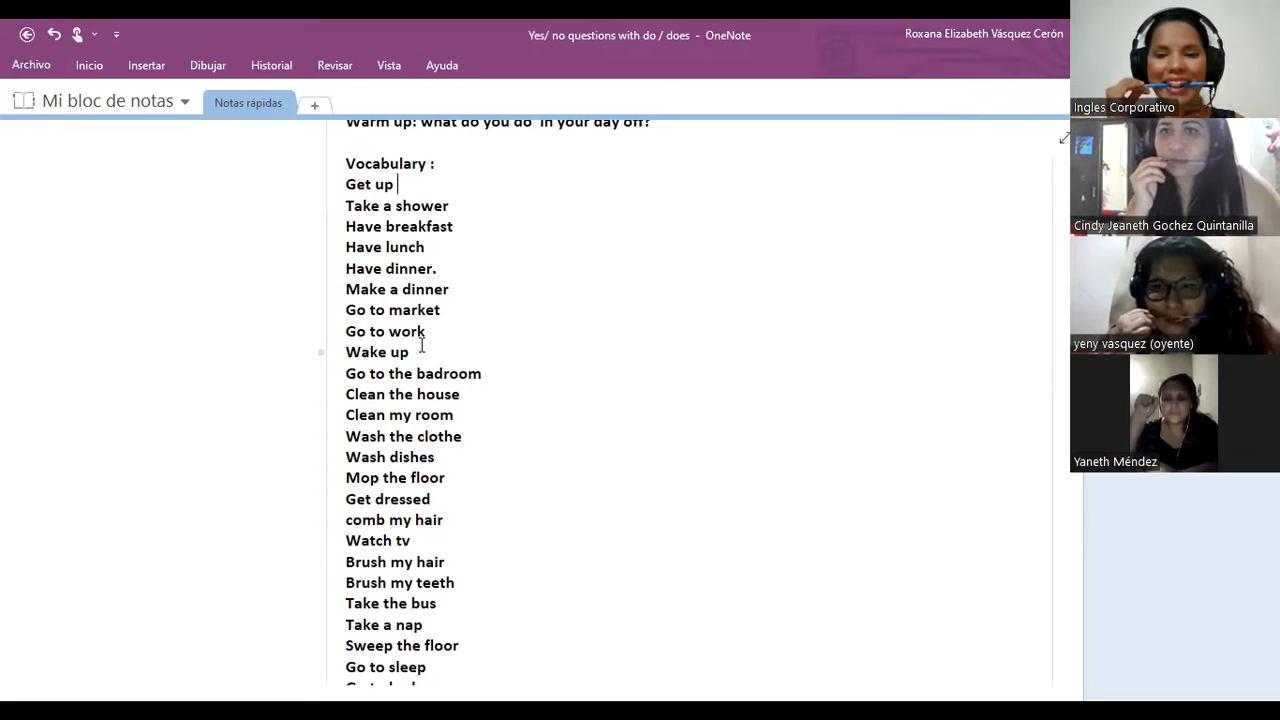 Yes/ no questions with do / does - OneNote
Roxana Elizabeth Vásquez Cerón
Archivo Inicio Insertar Dibujar Historial Revisar Vista Ayuda
Mi bloc de notas Notas rápidas
Warm up: what do you do in your day off?
Vocabulary :
Get up
Take a shower
Have breakfast
Have lunch
Have dinner.
Make a dinner
Go to market
Go to work
Wake up
Go to the badroom
Clean the house
Clean my room
Wash the clothe
Wash dishes
Mop the floor
Get dressed
comb my hair
Watch tv
Brush my hair
Brush my teeth
Take the bus
Take a nap
Sweep the floor
Go to sleep
Ingles Corporativo
Cindy Jeaneth Gochez Quintanilla
yeny vasquez (oyente)
Yaneth Méndez